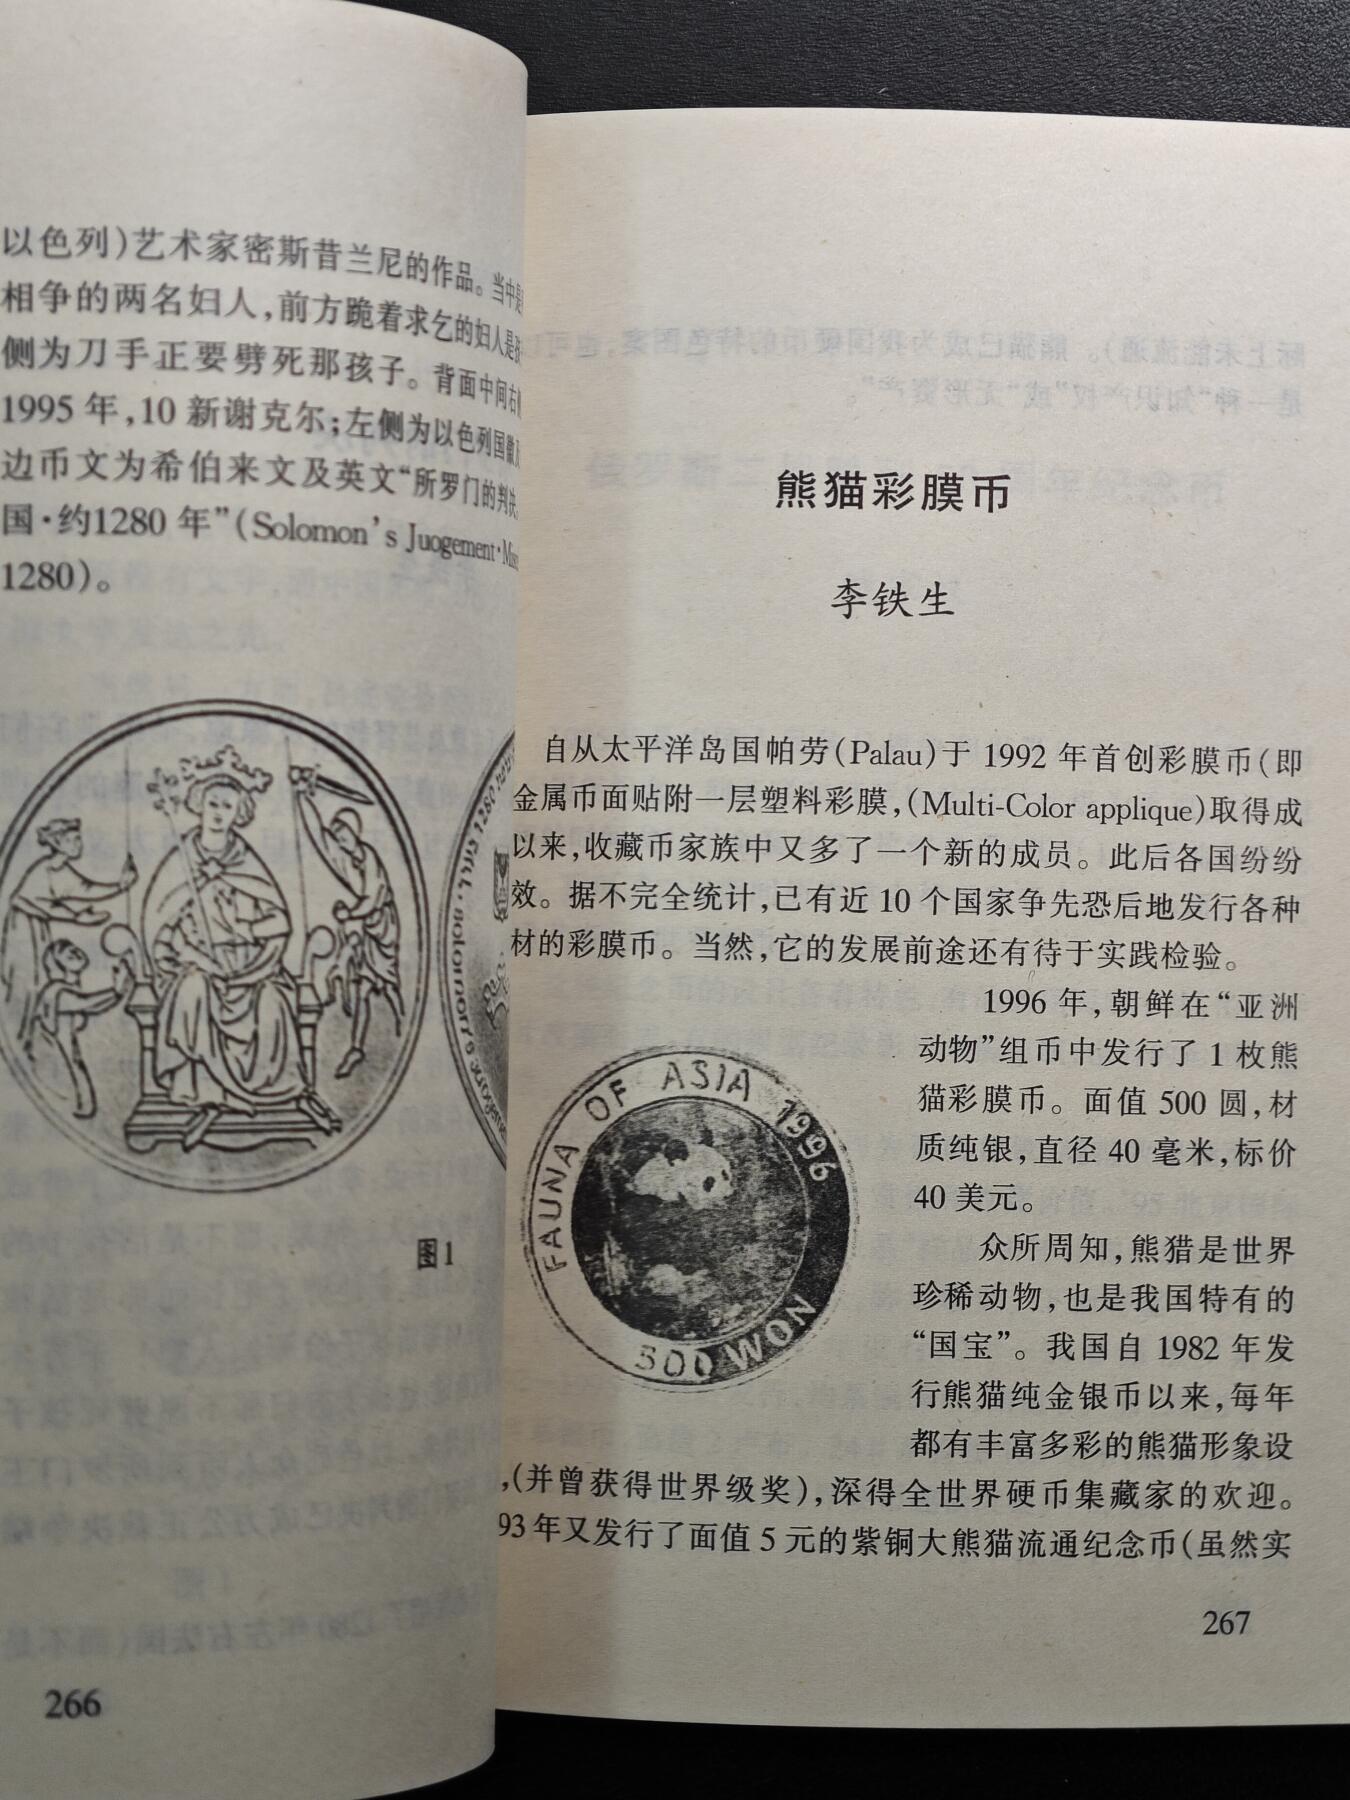 以色列)艺术家密斯昔兰尼的作品。当中是
相争的两名妇人,前方跪着求乞的妇人是
侧为刀手正要劈死那孩子。背面中间右
1995 年,10 新谢克尔;左侧为以色列国徽
边币文为希伯来文及英文“所罗门的判决
国·约1280 年”(Solomon's Juogement·
1280)。
图1
266
熊猫彩膜币
李铁生
自从太平洋岛国帕劳(Palau)于 1992 年首创彩膜币(即
金属币面贴附一层塑料彩膜,(Multi-Color applique)取得成
以来,收藏币家族中又多了一个新的成员。此后各国纷纷
效。据不完全统计,已有近 10 个国家争先恐后地发行各种
材的彩膜币。当然,它的发展前途还有待于实践检验。
1996 年,朝鲜在“亚洲
动物”组币中发行了 1 枚熊
猫彩膜币。面值 500 圆,材
质纯银,直径 40 毫米,标价
40 美元。
FAUNA OF ASIA 1996
500 WON
众所周知,熊猎是世界
珍稀动物,也是我国特有的
“国宝”。我国自 1982 年发
行熊猫纯金银币以来,每年
都有丰富多彩的熊猫形象设
,(并曾获得世界级奖),深得全世界硬币集藏家的欢迎。
93 年又发行了面值 5 元的紫铜大熊猫流通纪念币(虽然实
267